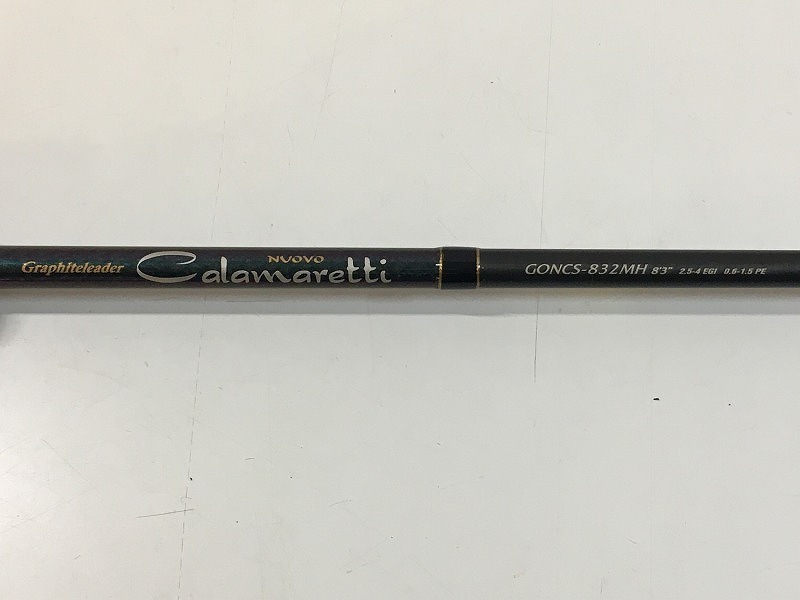 Graphiteleader NUOVO Calamaretti GONCS-832MH 8'3" 2.5-4 EGI 0.6-1.5 PE